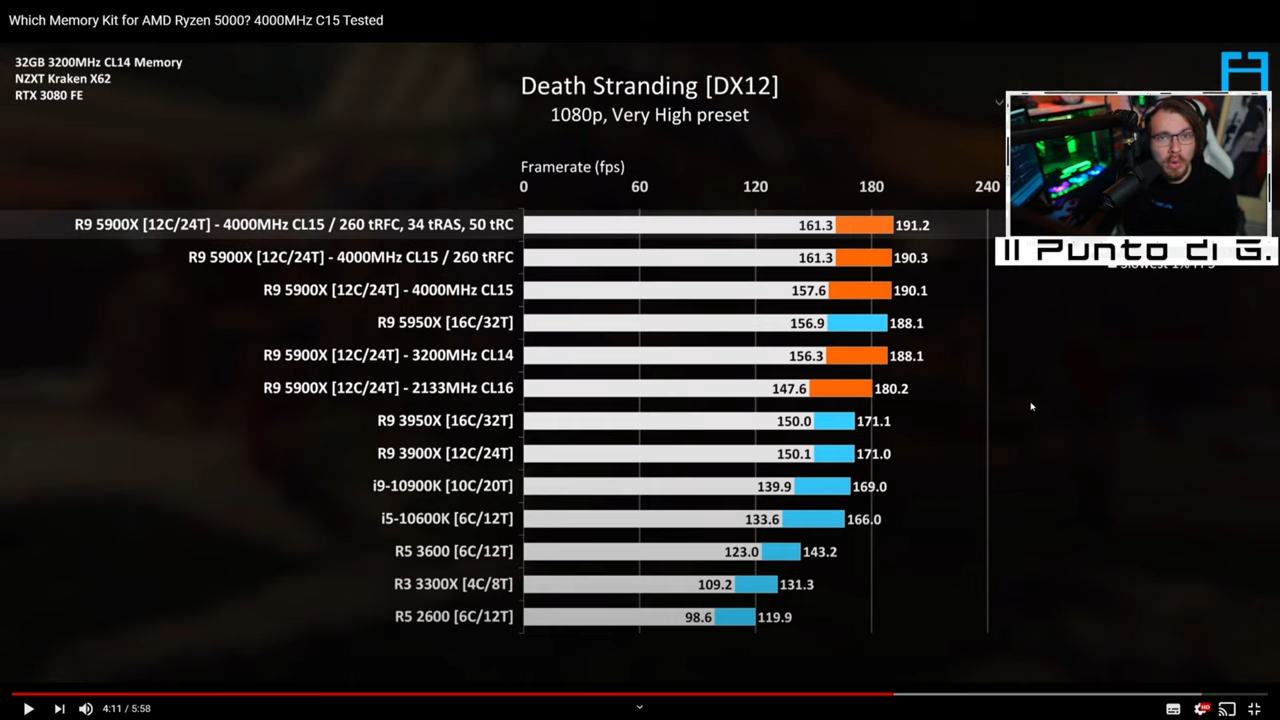 Which Memory Kit for AMD Ryzen 5000? 4000MHz C15 Tested
32GB 3200MHz CL14 Memory
NZXT Kraken X62
RTX 3080 FE
Death Stranding [DX12]
1080p, Very High preset
Framerate (fps)
0 60 120 180 240
R9 5900X [12C/24T] - 4000MHz CL15 / 260 tRFC, 34 tRAS, 50 tRC 161.3 191.2
R9 5900X [12C/24T] - 4000MHz CL15 / 260 tRFC 161.3 190.3
R9 5900X [12C/24T] - 4000MHz CL15 157.6 190.1
R9 5950X [16C/32T] 156.9 188.1
R9 5900X [12C/24T] - 3200MHz CL14 156.3 188.1
R9 5900X [12C/24T] - 2133MHz CL16 147.6 180.2
R9 3950X [16C/32T] 150.0 171.1
R9 3900X [12C/24T] 150.1 171.0
i9-10900K [10C/20T] 139.9 169.0
i5-10600K [6C/12T] 133.6 166.0
R5 3600 [6C/12T] 123.0 143.2
R3 3300X [4C/8T] 109.2 131.3
R5 2600 [6C/12T] 98.6 119.9
Il Punto di G.
4:11 / 5:58
HD